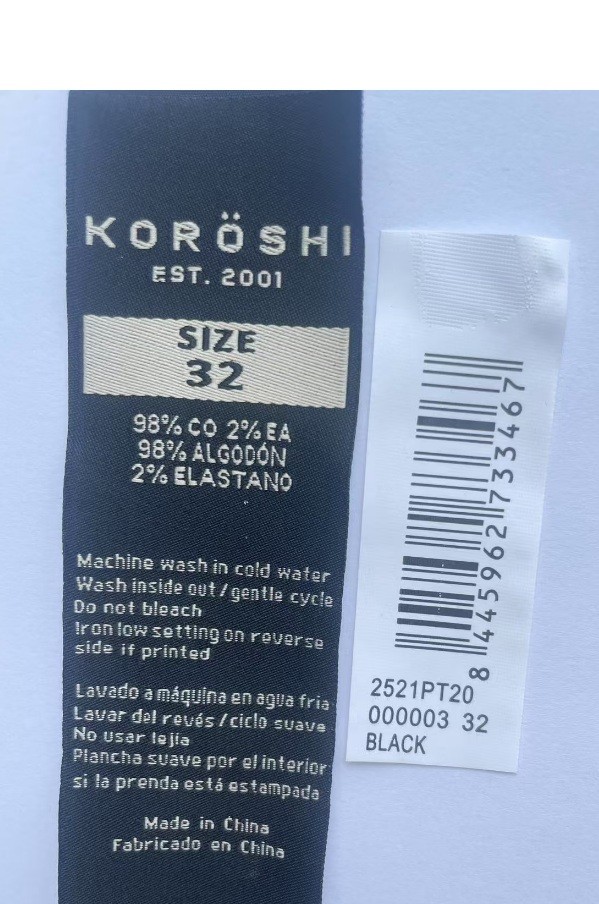 KORÖSHI
EST. 2001
SIZE
32
98% CO 2% EA
98% ALGODÓN
2% ELASTANO
Machine wash in cold water
Wash inside out / gentle cycle
Do not bleach
Iron low setting on reverse
side if printed
Lavado a máquina en agua fria
Lavar del revés / ciclo suave
No usar lejía
Plancha suave por el interior
si la prenda está estampada
Made in China
Fabricado en China
8445962733467
2521PT20
000003 32
BLACK